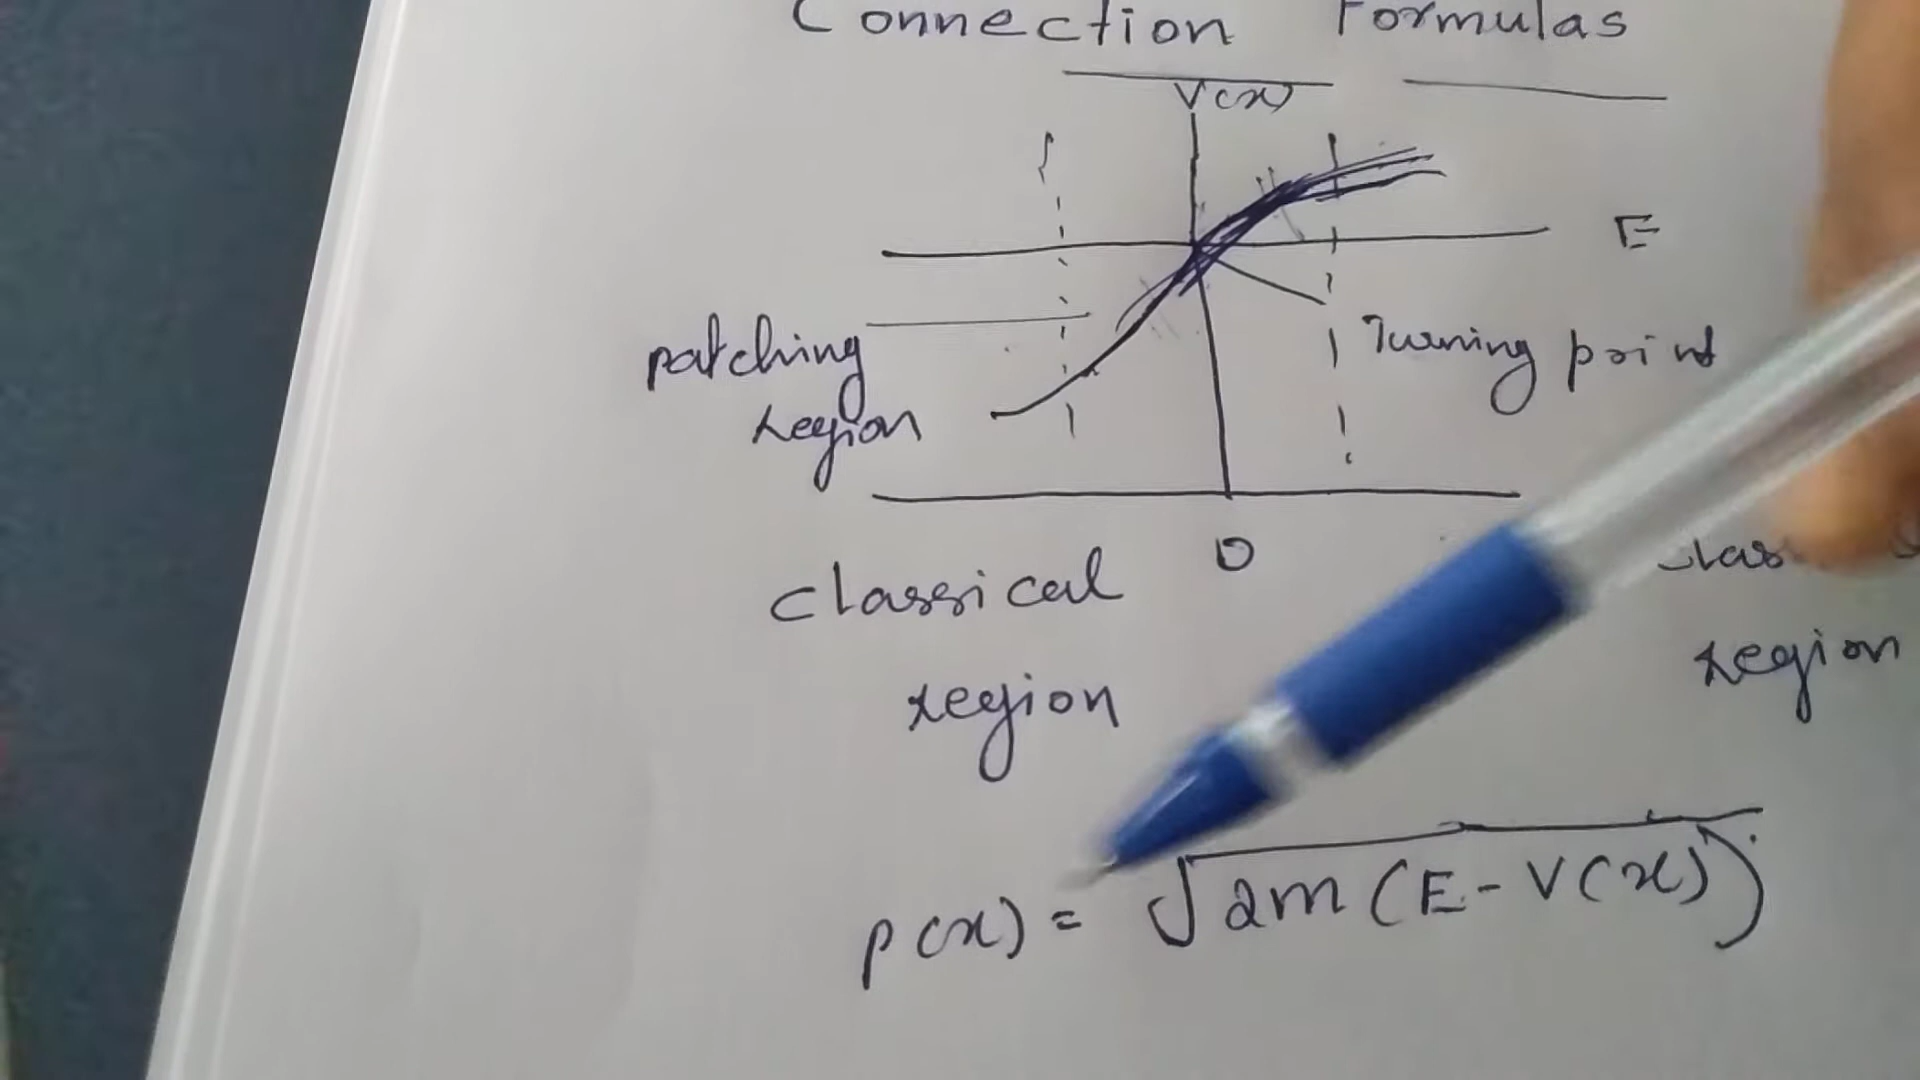 Connection Formulas
V(x)
E
patching
region
Turning point
0
classical
region
region
p(x) = √2m(E-V(x))